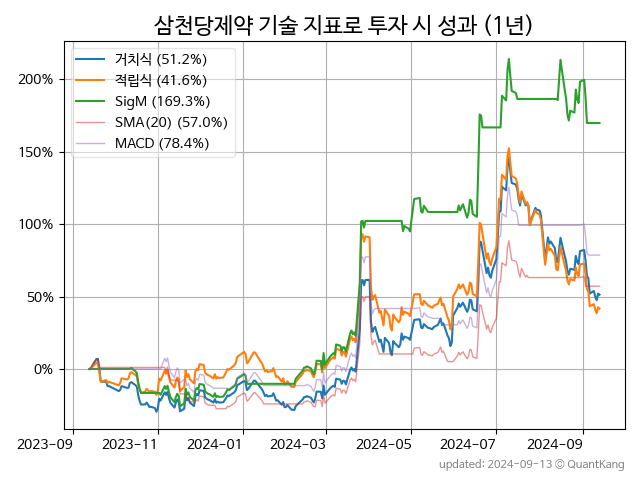 삼천당제약 기술 지표로 투자 시 성과 (1년)
거치식 (51.2%)
적립식 (41.6%)
SigM (169.3%)
SMA(20) (57.0%)
MACD (78.4%)
200%
150%
100%
50%
0%
2023-09 2023-11 2024-01 2024-03 2024-05 2024-07 2024-09
updated: 2024-09-13 © QuantKang